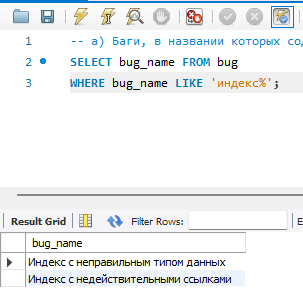 1 -- а) Баги, в названии которых со
2 SELECT bug_name FROM bug
3 WHERE bug_name LIKE 'индекс%';
Result Grid Filter Rows: E
bug_name
Индекс с неправильным типом данных
Индекс с недействительными ссылками